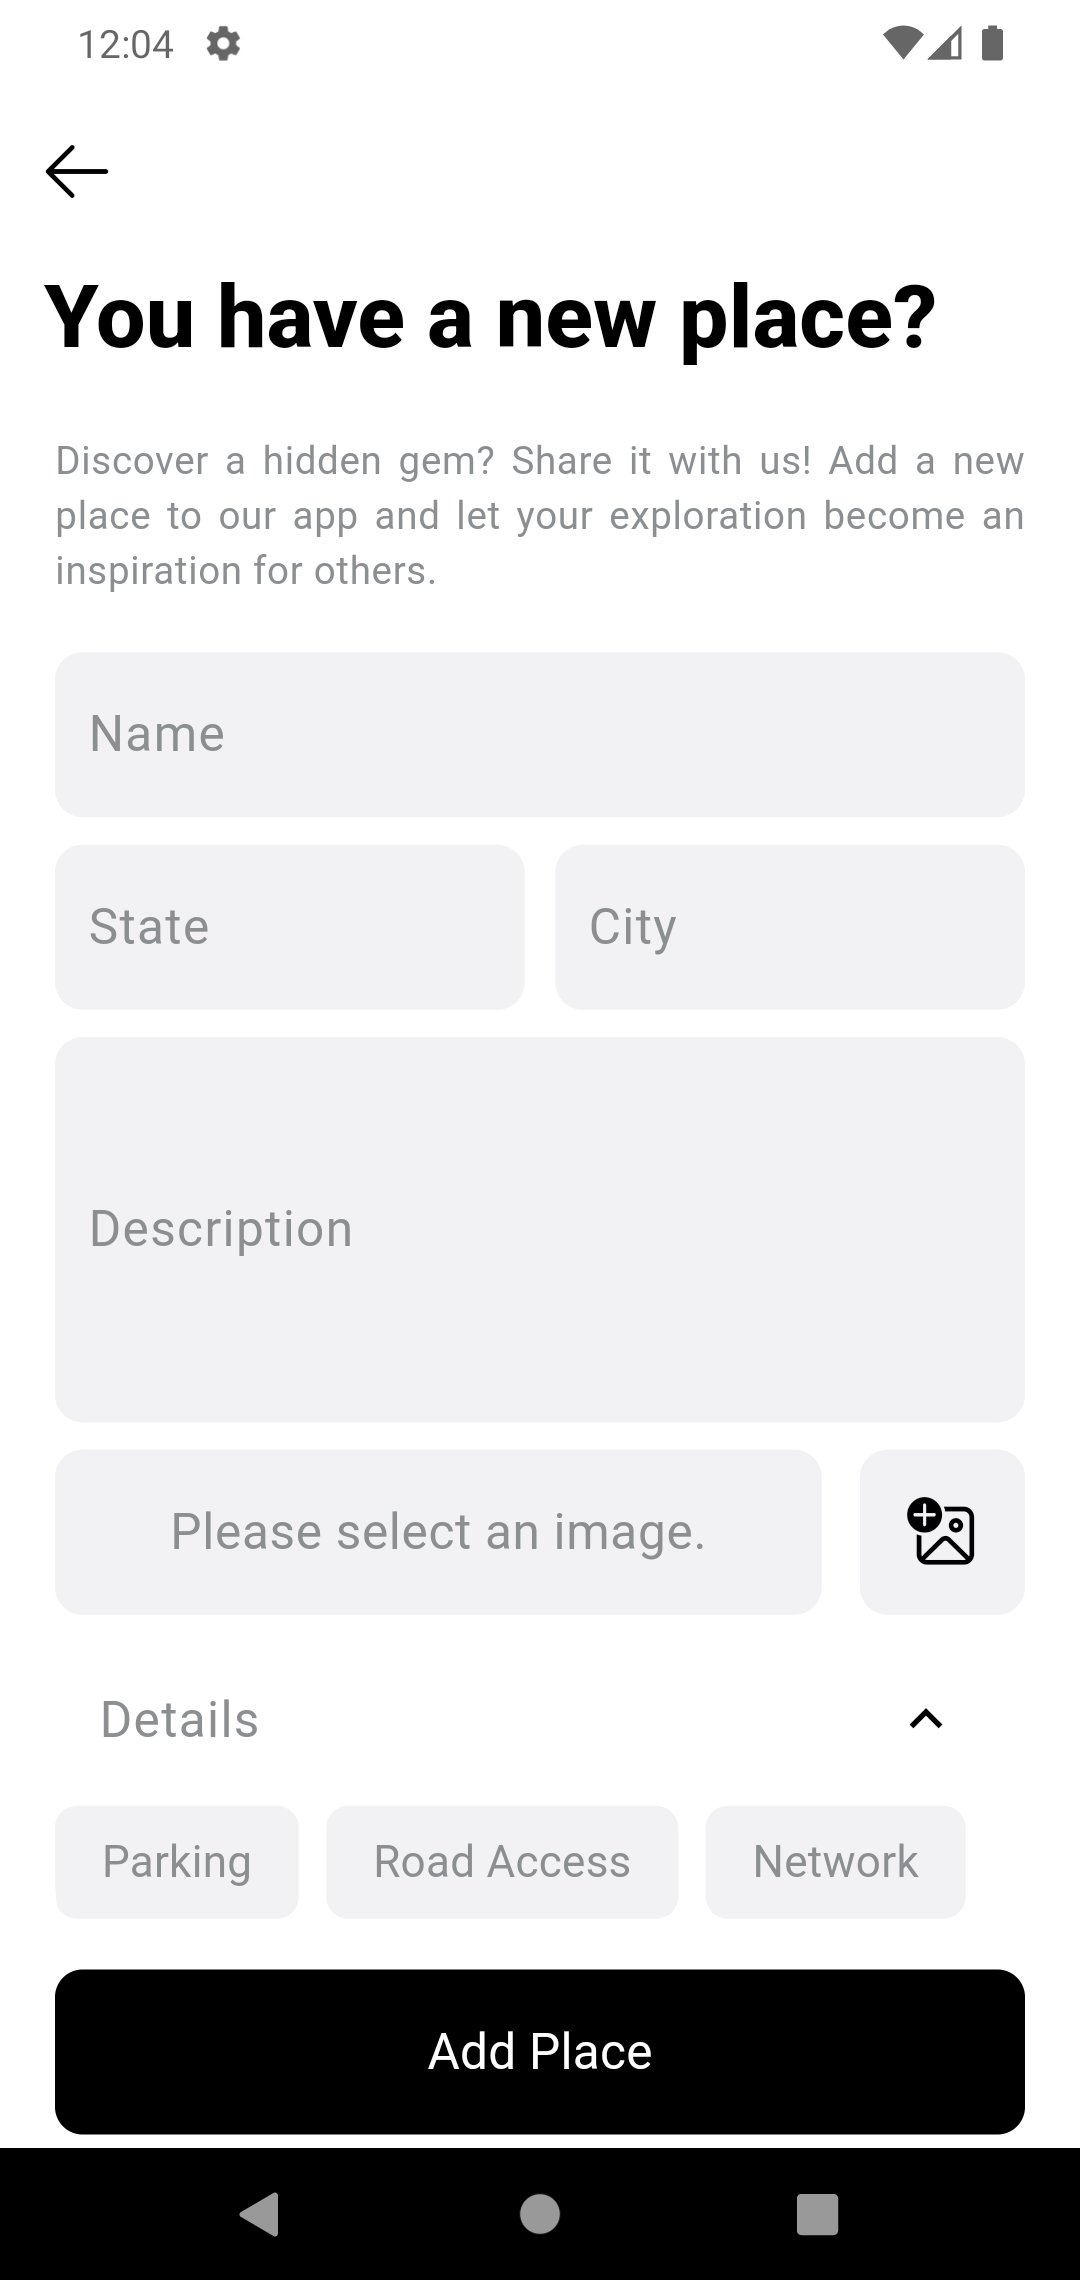 12:04
You have a new place?
Discover a hidden gem? Share it with us! Add a new
place to our app and let your exploration become an
inspiration for others.
Name
State City
Description
Please select an image.
Details
Parking Road Access Network
Add Place